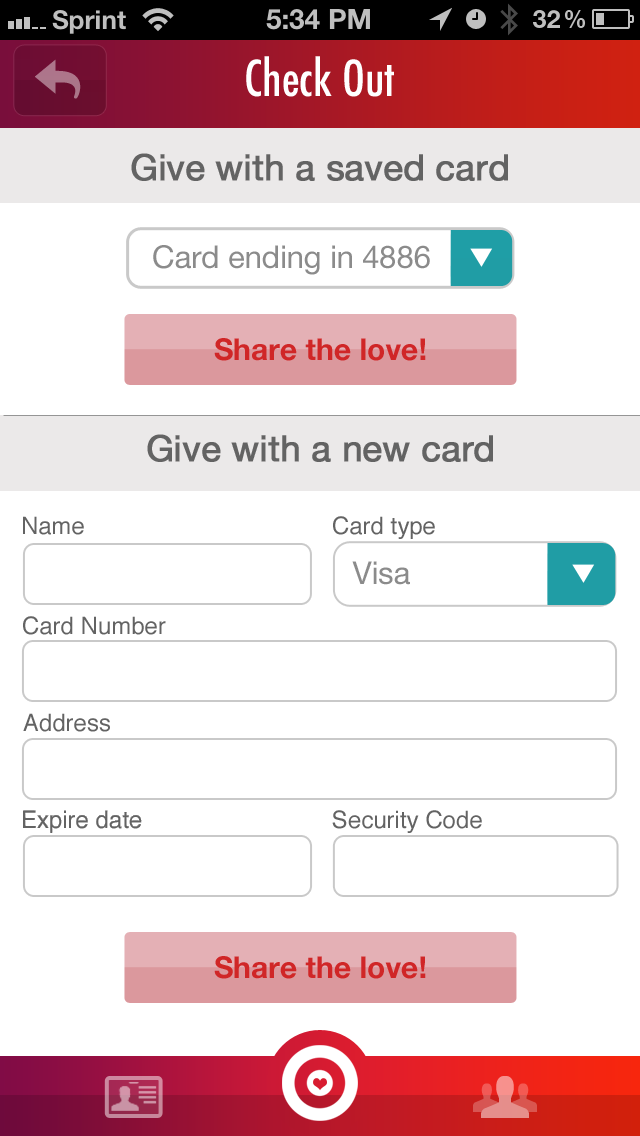 Sprint 5:34 PM 32%
Check Out
Give with a saved card
Card ending in 4886
Share the love!
Give with a new card
Name Card type
Visa
Card Number
Address
Expire date Security Code
Share the love!